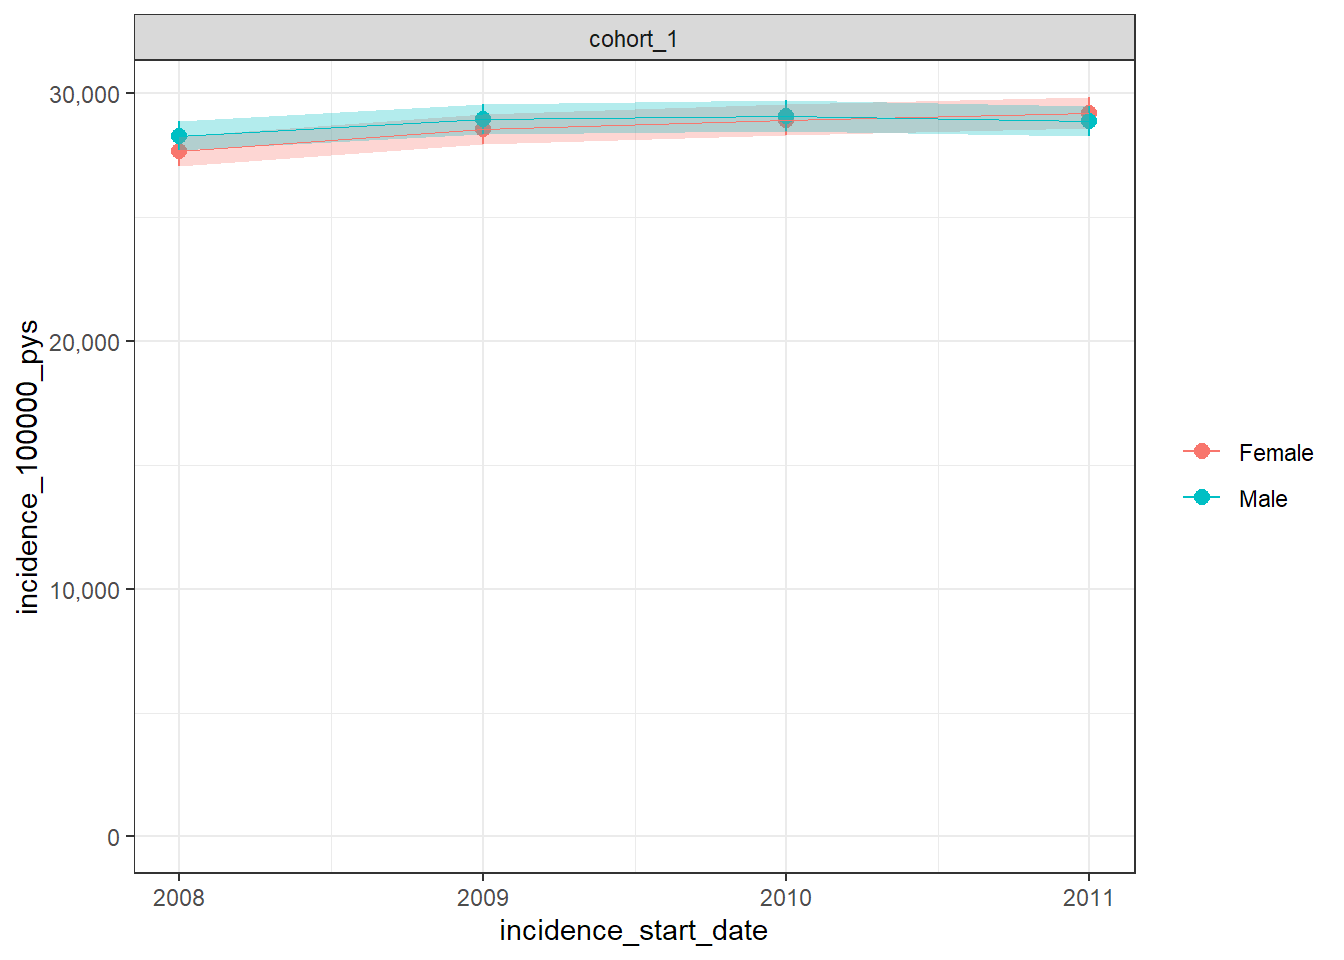 cohort_1
incidence_100000_pys
30,000
20,000
10,000
0
2008 2009 2010 2011
incidence_start_date
Female
Male